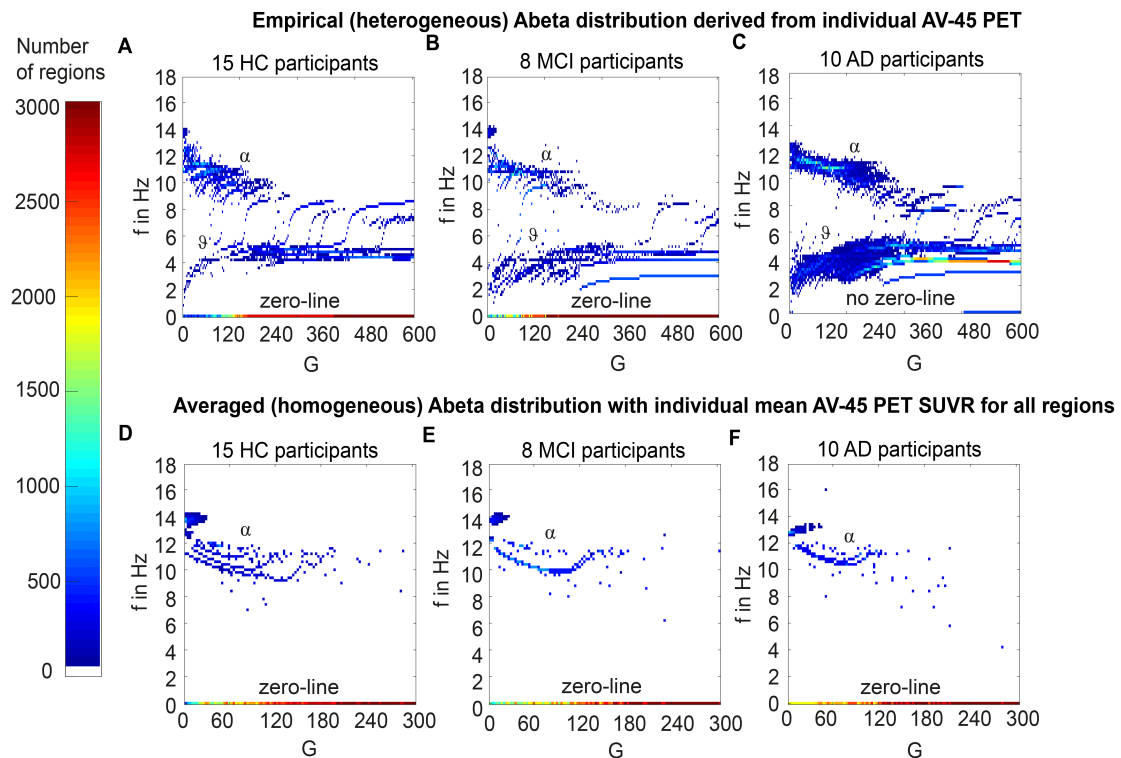 Empirical (heterogeneous) Abeta distribution derived from individual AV-45 PET
Number
of regions
3000
2500
2000
1500
1000
500
0
A
15 HC participants
18
16
14
12
10
8
6
4
2
0
f in Hz
α
ϑ
zero-line
0 120 240 360 480 600
G
B
8 MCI participants
18
16
14
12
10
8
6
4
2
0
f in Hz
α
ϑ
zero-line
0 120 240 360 480 600
G
C
10 AD participants
18
16
14
12
10
8
6
4
2
0
f in Hz
α
ϑ
no zero-line
0 120 240 360 480 600
G
Averaged (homogeneous) Abeta distribution with individual mean AV-45 PET SUVR for all regions
D
15 HC participants
18
16
14
12
10
8
6
4
2
0
f in Hz
α
zero-line
0 60 120 180 240 300
G
E
8 MCI participants
18
16
14
12
10
8
6
4
2
0
f in Hz
α
zero-line
0 60 120 180 240 300
G
F
10 AD participants
18
16
14
12
10
8
6
4
2
0
f in Hz
α
zero-line
0 60 120 180 240 300
G